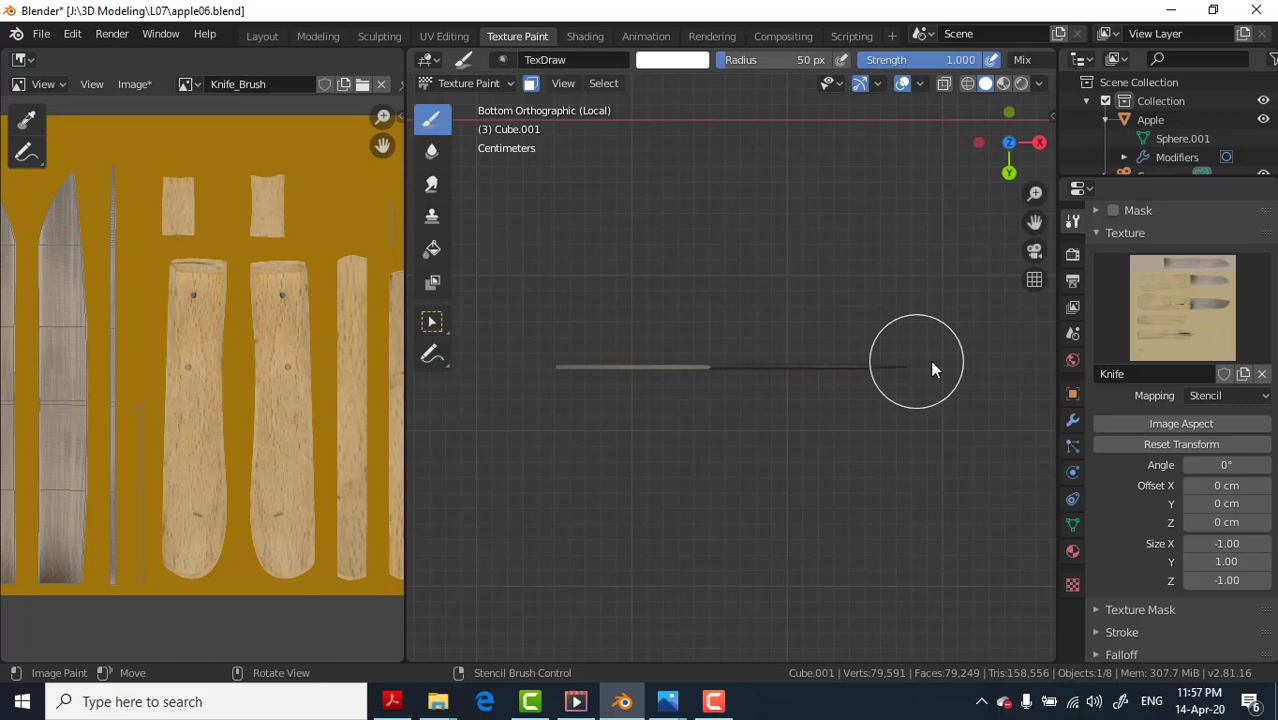 Blender* [J:\3D Modeling\L07\apple06.blend]
File Edit Render Window Help Layout Modeling Sculpting UV Editing Texture Paint Shading Animation Rendering Compositing Scripting Scene View Layer
TexDraw Radius 50 px Strength 1.000 Mix
View View Image* Knife_Brush Texture Paint View Select
Scene Collection
Collection
Apple
Sphere.001
Modifiers
Bottom Orthographic (Local)
(3) Cube.001
Centimeters
Z X
Y
Mask
Texture
Knife
Mapping Stencil
Image Aspect
Reset Transform
Angle 0°
Offset X 0 cm
Y 0 cm
Z 0 cm
Size X -1.00
Y 1.00
Z -1.00
Texture Mask
Stroke
Falloff
Image Paint Move Rotate View Stencil Brush Control Cube.001 | Verts:79,591 | Faces:79,249 | Tris:158,556 | Objects:1/8 | Mem: 307.7 MiB | v2.81.16
Type here to search
ENG
11:57 PM
14-Apr-20
6